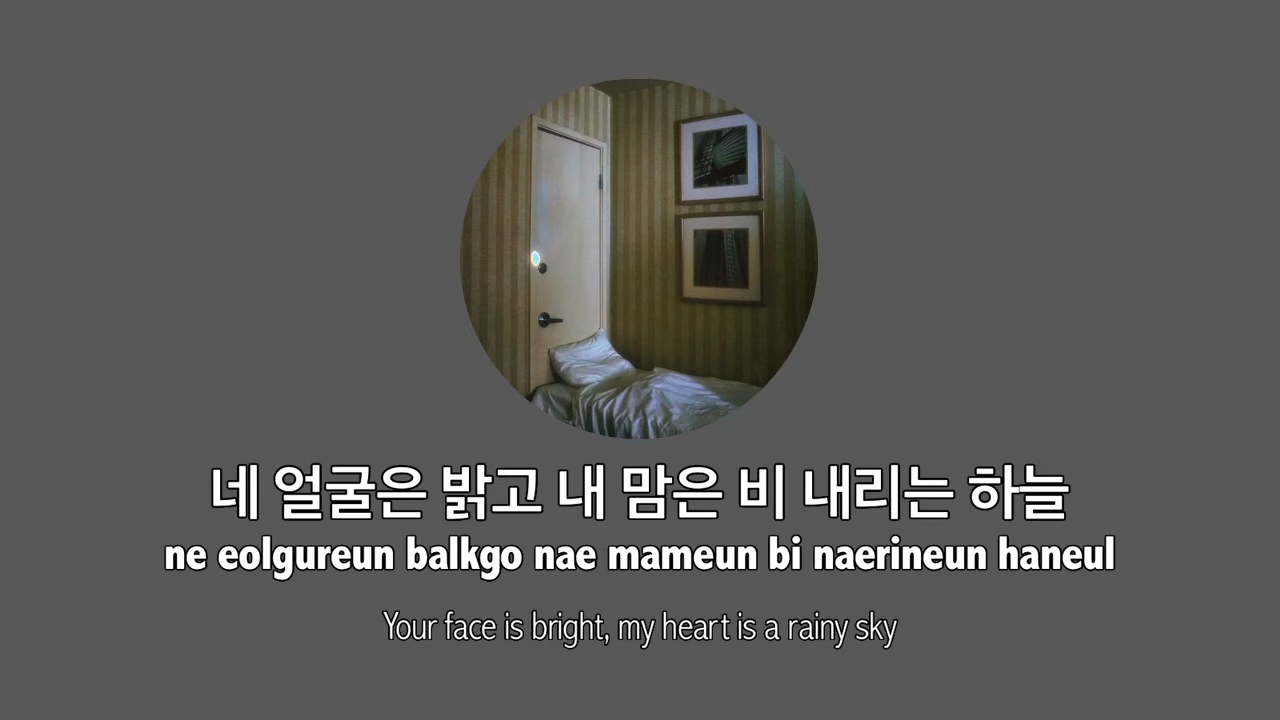 네 얼굴은 밝고 내 맘은 비 내리는 하늘
ne eolgureun balkgo nae mameun bi naerineun haneul
Your face is bright, my heart is a rainy sky